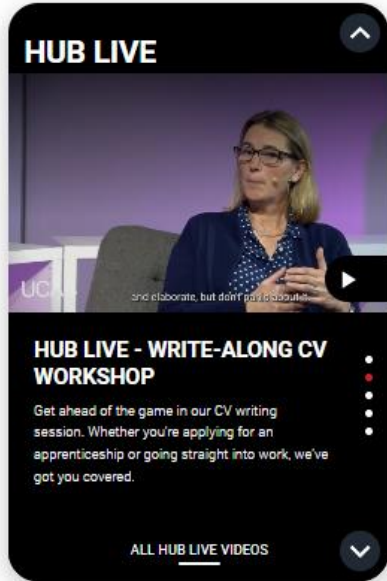 HUB LIVE
UC
and elaborate, but don't panic about it.
HUB LIVE - WRITE-ALONG CV
WORKSHOP
Get ahead of the game in our CV writing
session. Whether you're applying for an
apprenticeship or going straight into work, we've
got you covered.
ALL HUB LIVE VIDEOS